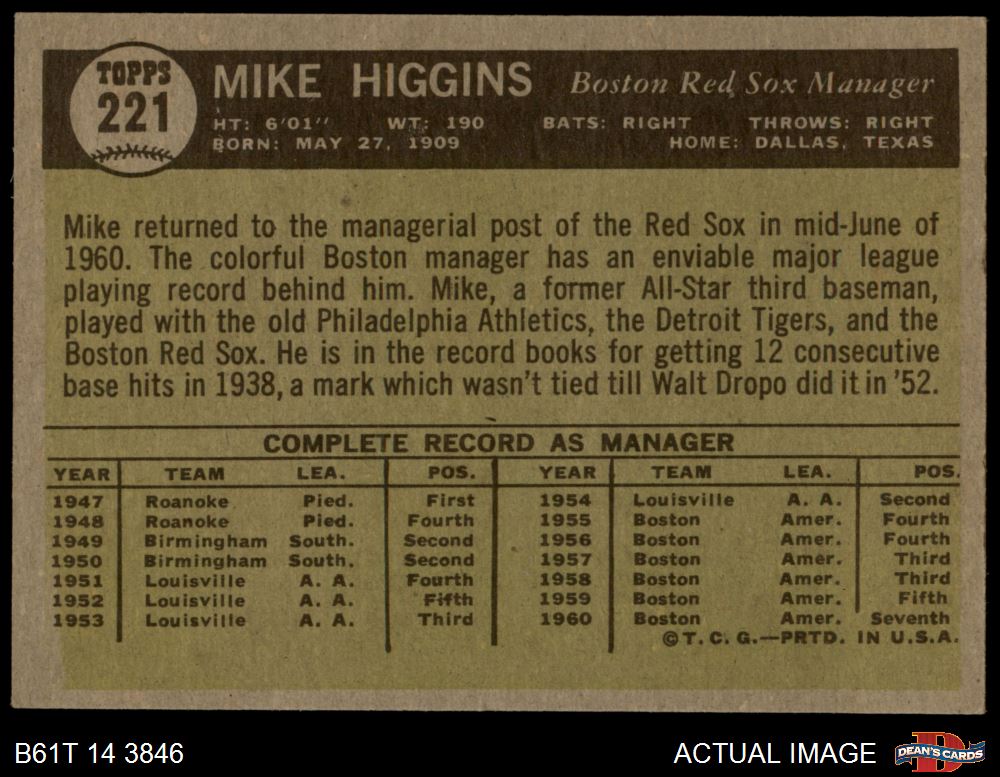 TOPPS
221
MIKE HIGGINS Boston Red Sox Manager
HT: 6'01" WT: 190 BATS: RIGHT THROWS: RIGHT
BORN: MAY 27, 1909 HOME: DALLAS, TEXAS
Mike returned to the managerial post of the Red Sox in mid-June of
1960. The colorful Boston manager has an enviable major league
playing record behind him. Mike, a former All-Star third baseman,
played with the old Philadelphia Athletics, the Detroit Tigers, and the
Boston Red Sox. He is in the record books for getting 12 consecutive
base hits in 1938, a mark which wasn't tied till Walt Dropo did it in '52.
COMPLETE RECORD AS MANAGER
YEAR TEAM LEA. POS. YEAR TEAM LEA. POS.
1947 Roanoke Pied. First 1954 Louisville A. A. Second
1948 Roanoke Pied. Fourth 1955 Boston Amer. Fourth
1949 Birmingham South. Second 1956 Boston Amer. Fourth
1950 Birmingham South. Second 1957 Boston Amer. Third
1951 Louisville A. A. Fourth 1958 Boston Amer. Third
1952 Louisville A. A. Fifth 1959 Boston Amer. Fifth
1953 Louisville A. A. Third 1960 Boston Amer. Seventh
©T. C. G.—PRTD. IN U.S.A.
B61T 14 3846 ACTUAL IMAGE DEAN'S CARDS